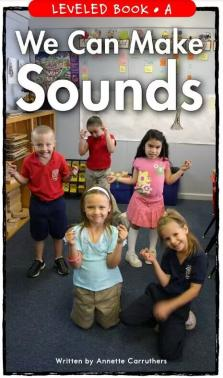 LEVELED BOOK • A
We Can Make
Sounds
Written by Annette Carruthers